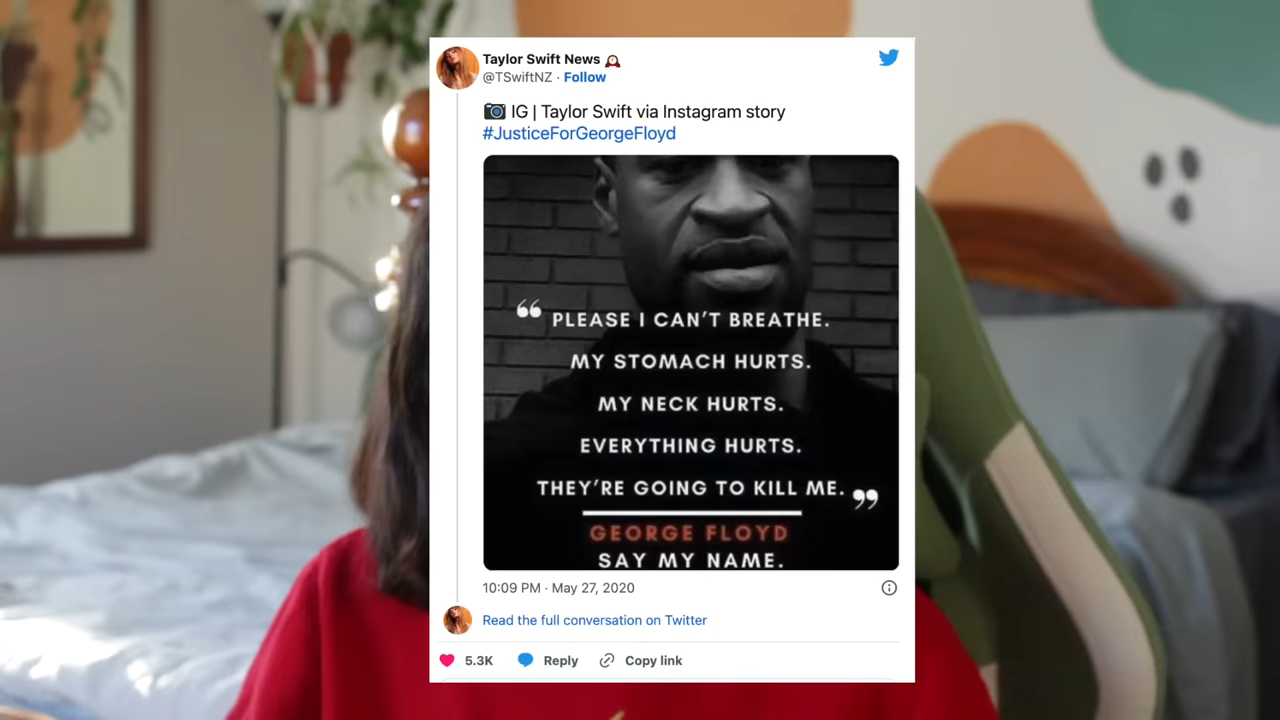 Taylor Swift News
@TSwiftNZ · Follow
IG | Taylor Swift via Instagram story
#JusticeForGeorgeFloyd
“ PLEASE I CAN’T BREATHE.
MY STOMACH HURTS.
MY NECK HURTS.
EVERYTHING HURTS.
THEY’RE GOING TO KILL ME. ”
GEORGE FLOYD
SAY MY NAME.
10:09 PM · May 27, 2020
Read the full conversation on Twitter
5.3K Reply Copy link